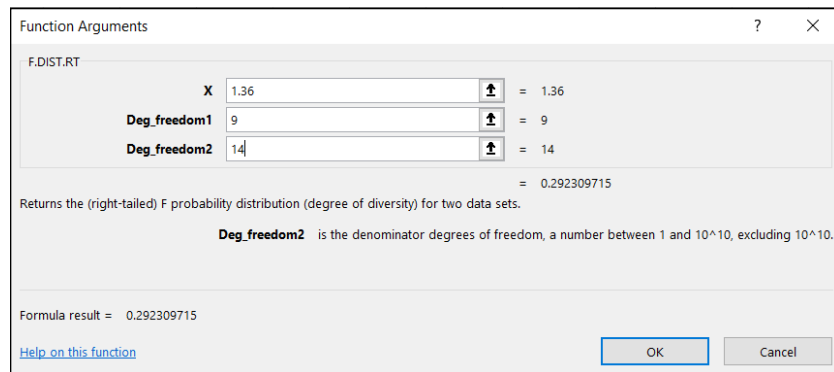 Function Arguments ? ×
F.DIST.RT
X 1.36 = 1.36
Deg_freedom1 9 = 9
Deg_freedom2 14 = 14
= 0.292309715
Returns the (right-tailed) F probability distribution (degree of diversity) for two data sets.
Deg_freedom2 is the denominator degrees of freedom, a number between 1 and 10^10, excluding 10^10.
Formula result = 0.292309715
Help on this function OK Cancel